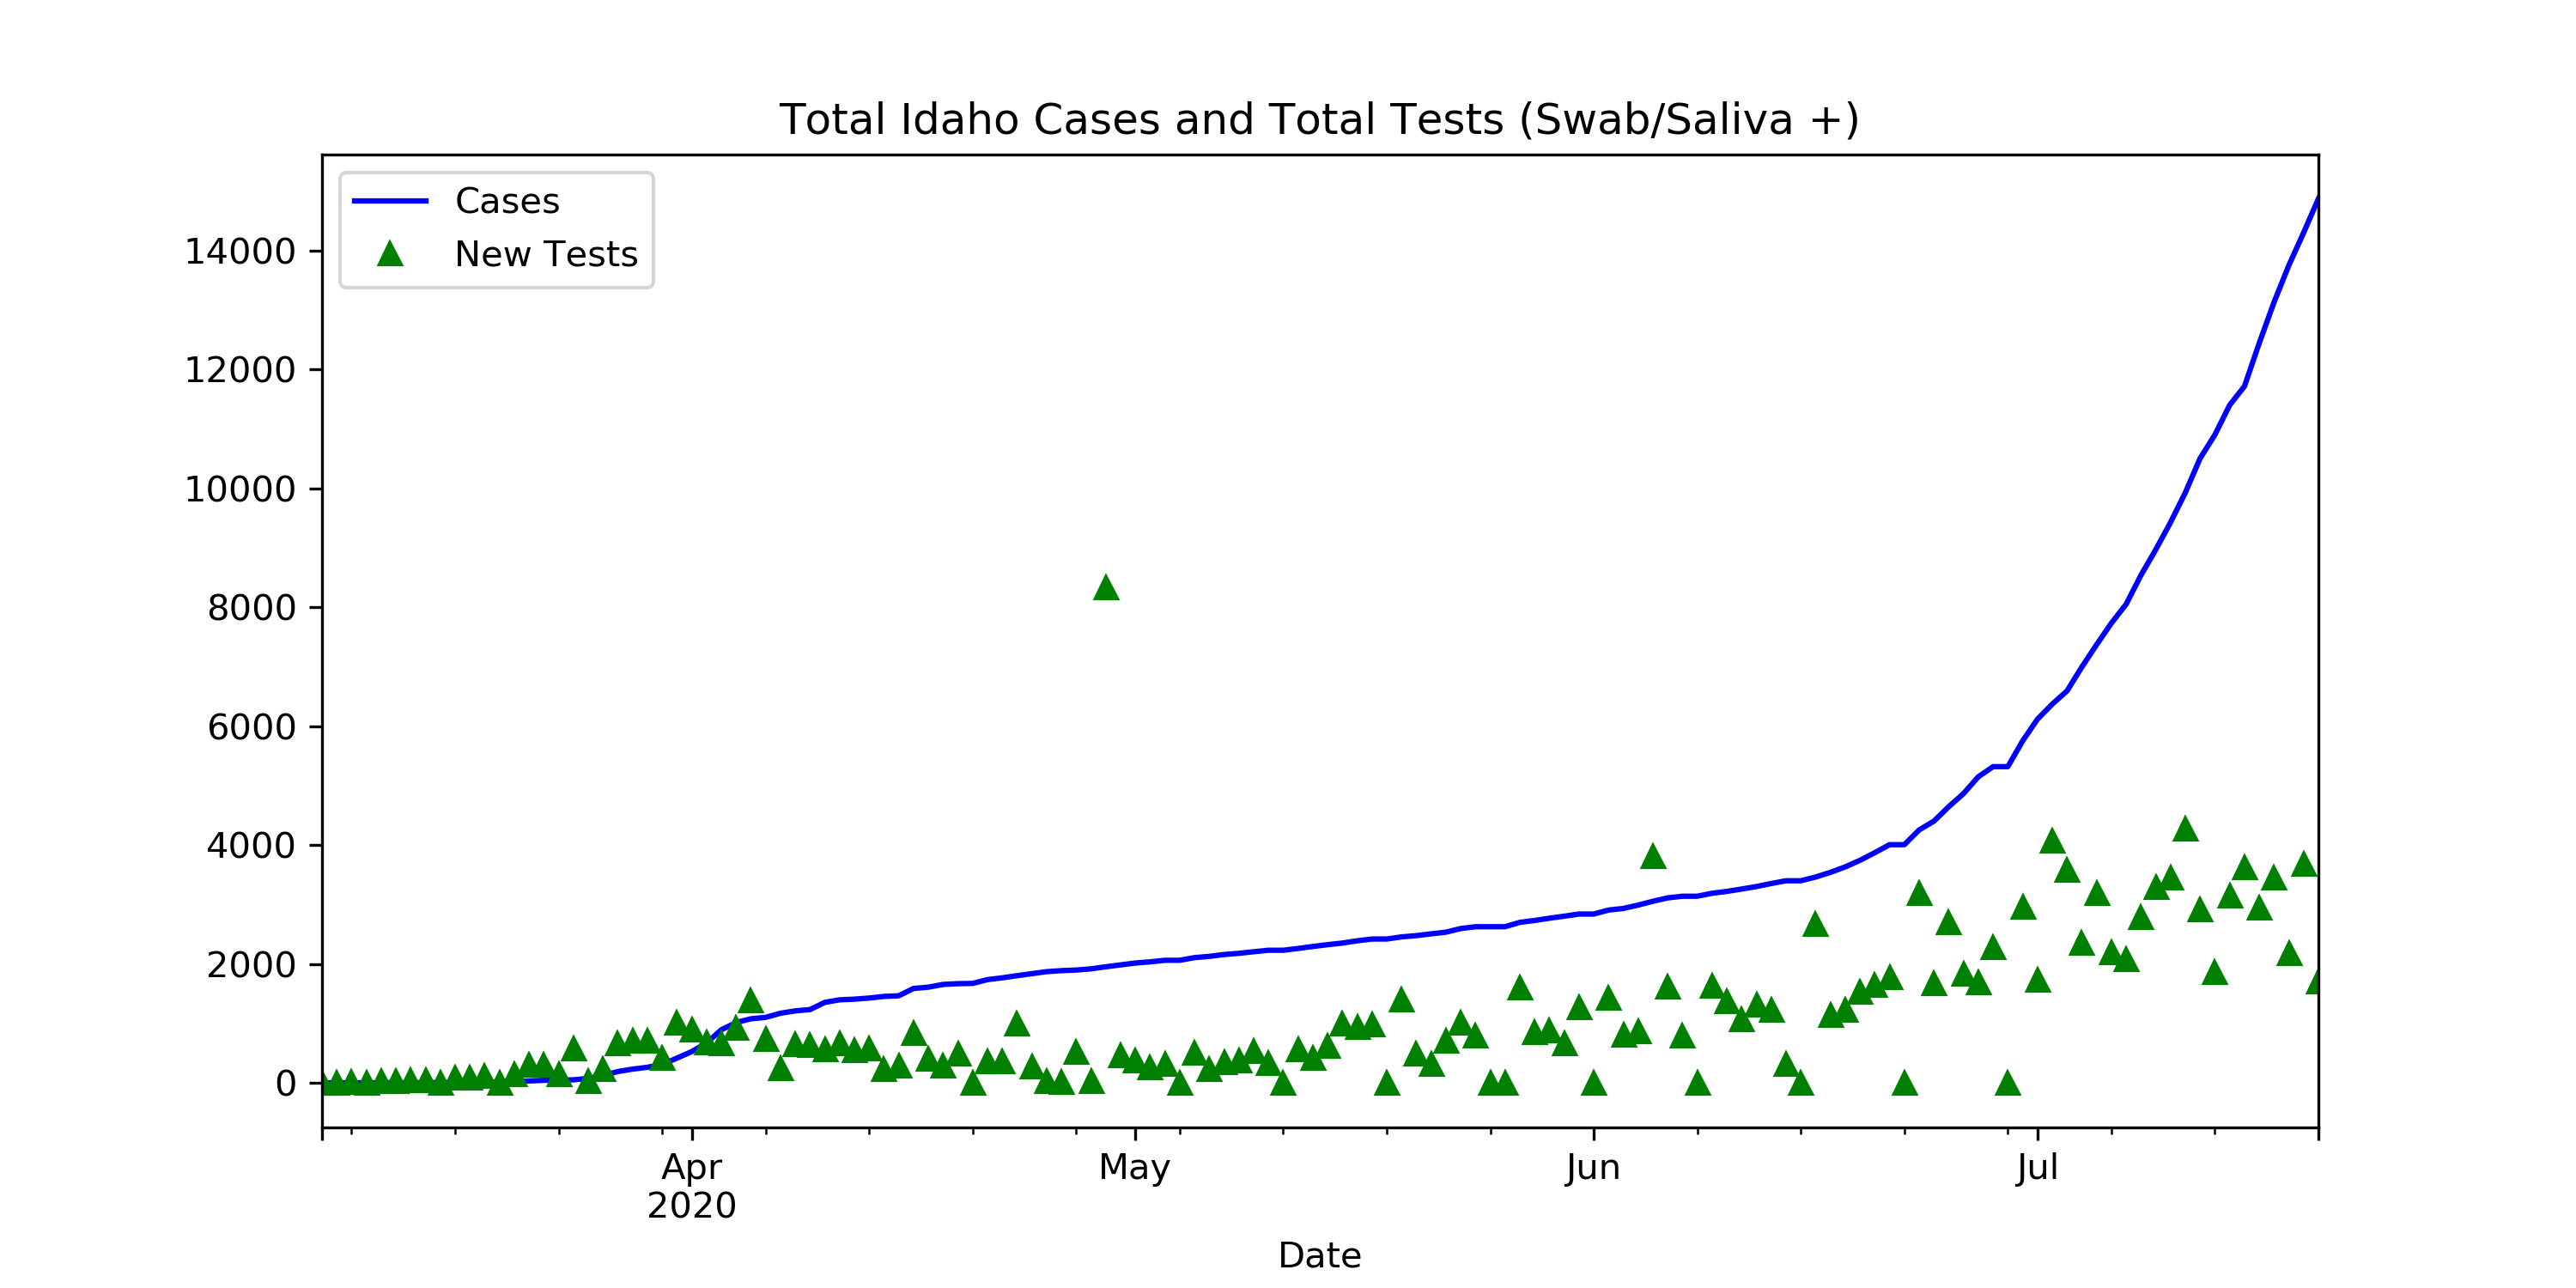 Total Idaho Cases and Total Tests (Swab/Saliva +)
Cases
New Tests
14000
12000
10000
8000
6000
4000
2000
0
Apr May Jun Jul
2020
Date